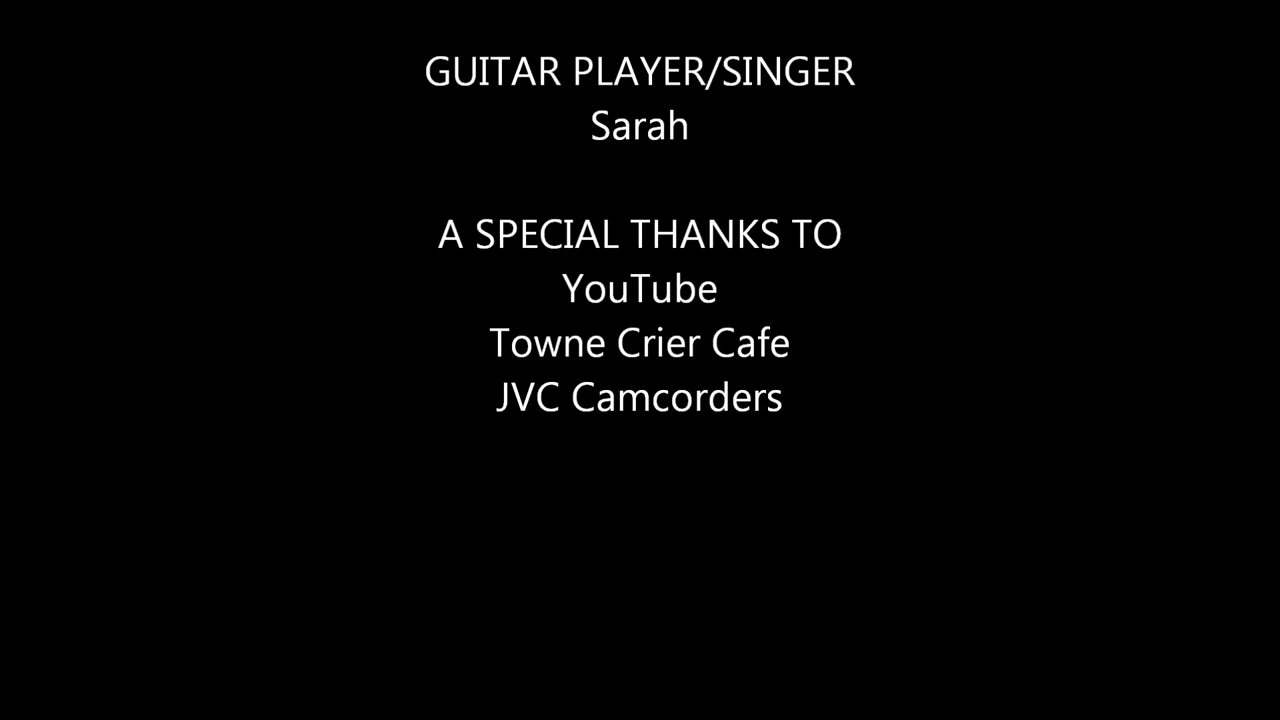 GUITAR PLAYER/SINGER
Sarah
A SPECIAL THANKS TO
YouTube
Towne Crier Cafe
JVC Camcorders